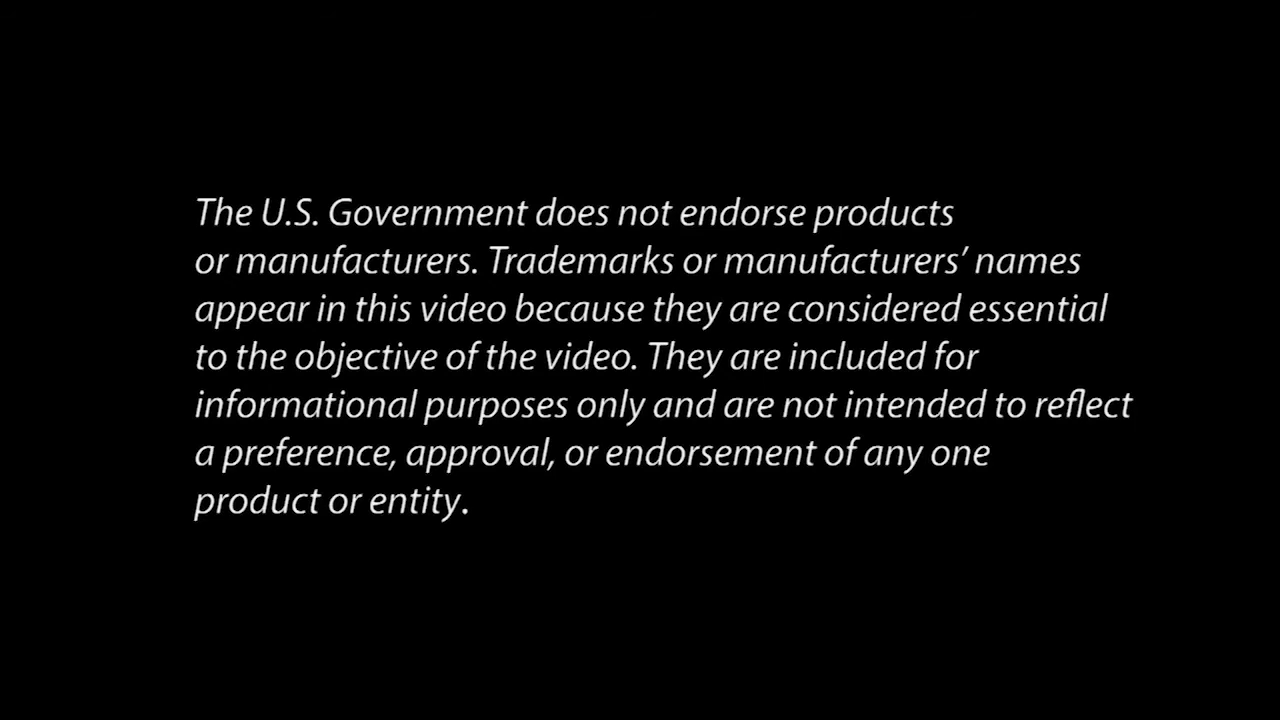 The U.S. Government does not endorse products
or manufacturers. Trademarks or manufacturers’ names
appear in this video because they are considered essential
to the objective of the video. They are included for
informational purposes only and are not intended to reflect
a preference, approval, or endorsement of any one
product or entity.